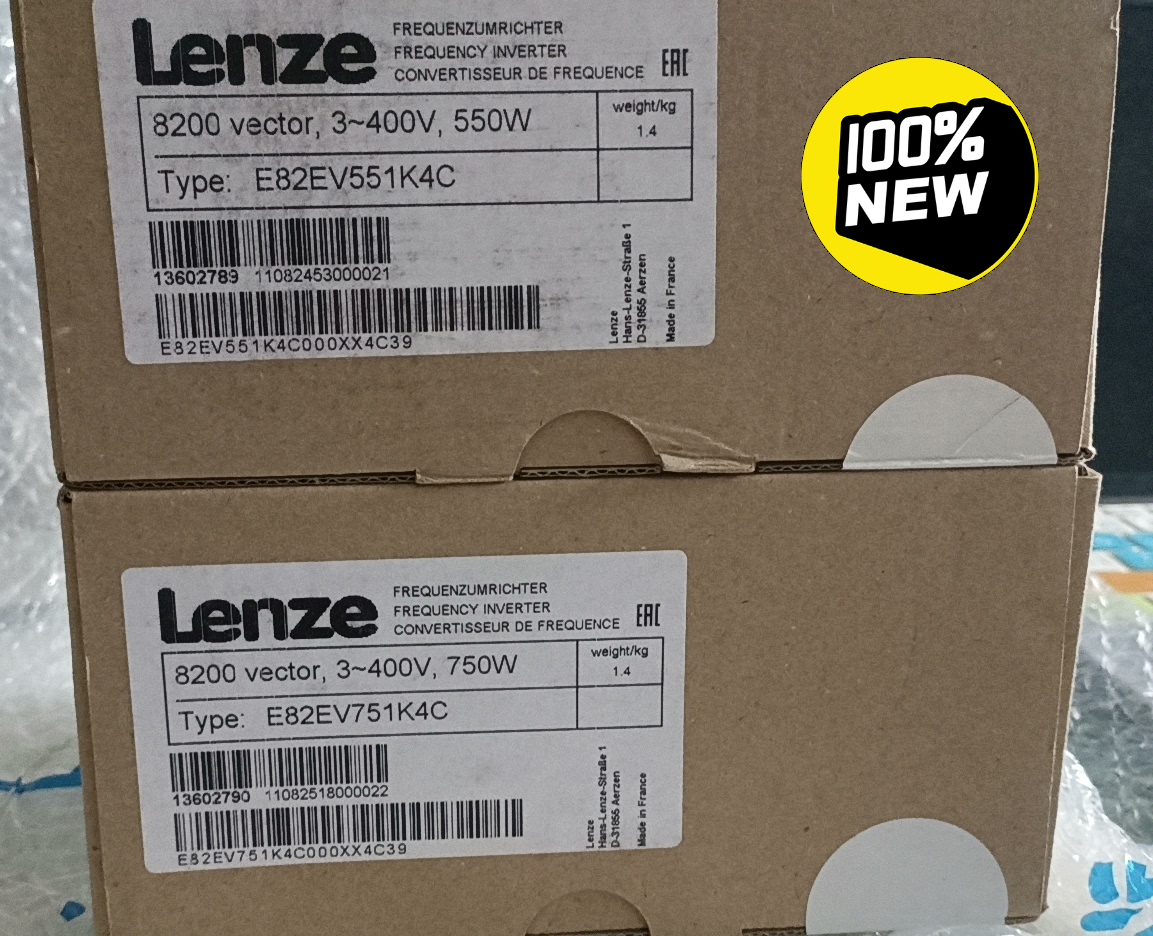 Lenze
FREQUENZUMRICHTER
FREQUENCY INVERTER
CONVERTISSEUR DE FREQUENCE
EAC
8200 vector, 3~400V, 550W
weight/kg
1.4
Type: E82EV551K4C
13602789 11082453000021
E82EV551K4C000XX4C39
Lenze
Hans-Lenze-Straße 1
D-31855 Aerzen
Made in France
100%
NEW
Lenze
FREQUENZUMRICHTER
FREQUENCY INVERTER
CONVERTISSEUR DE FREQUENCE
EAC
8200 vector, 3~400V, 750W
weight/kg
1.4
Type: E82EV751K4C
13602790 11082518000022
E82EV751K4C000XX4C39
Lenze
Hans-Lenze-Straße 1
D-31855 Aerzen
Made in France